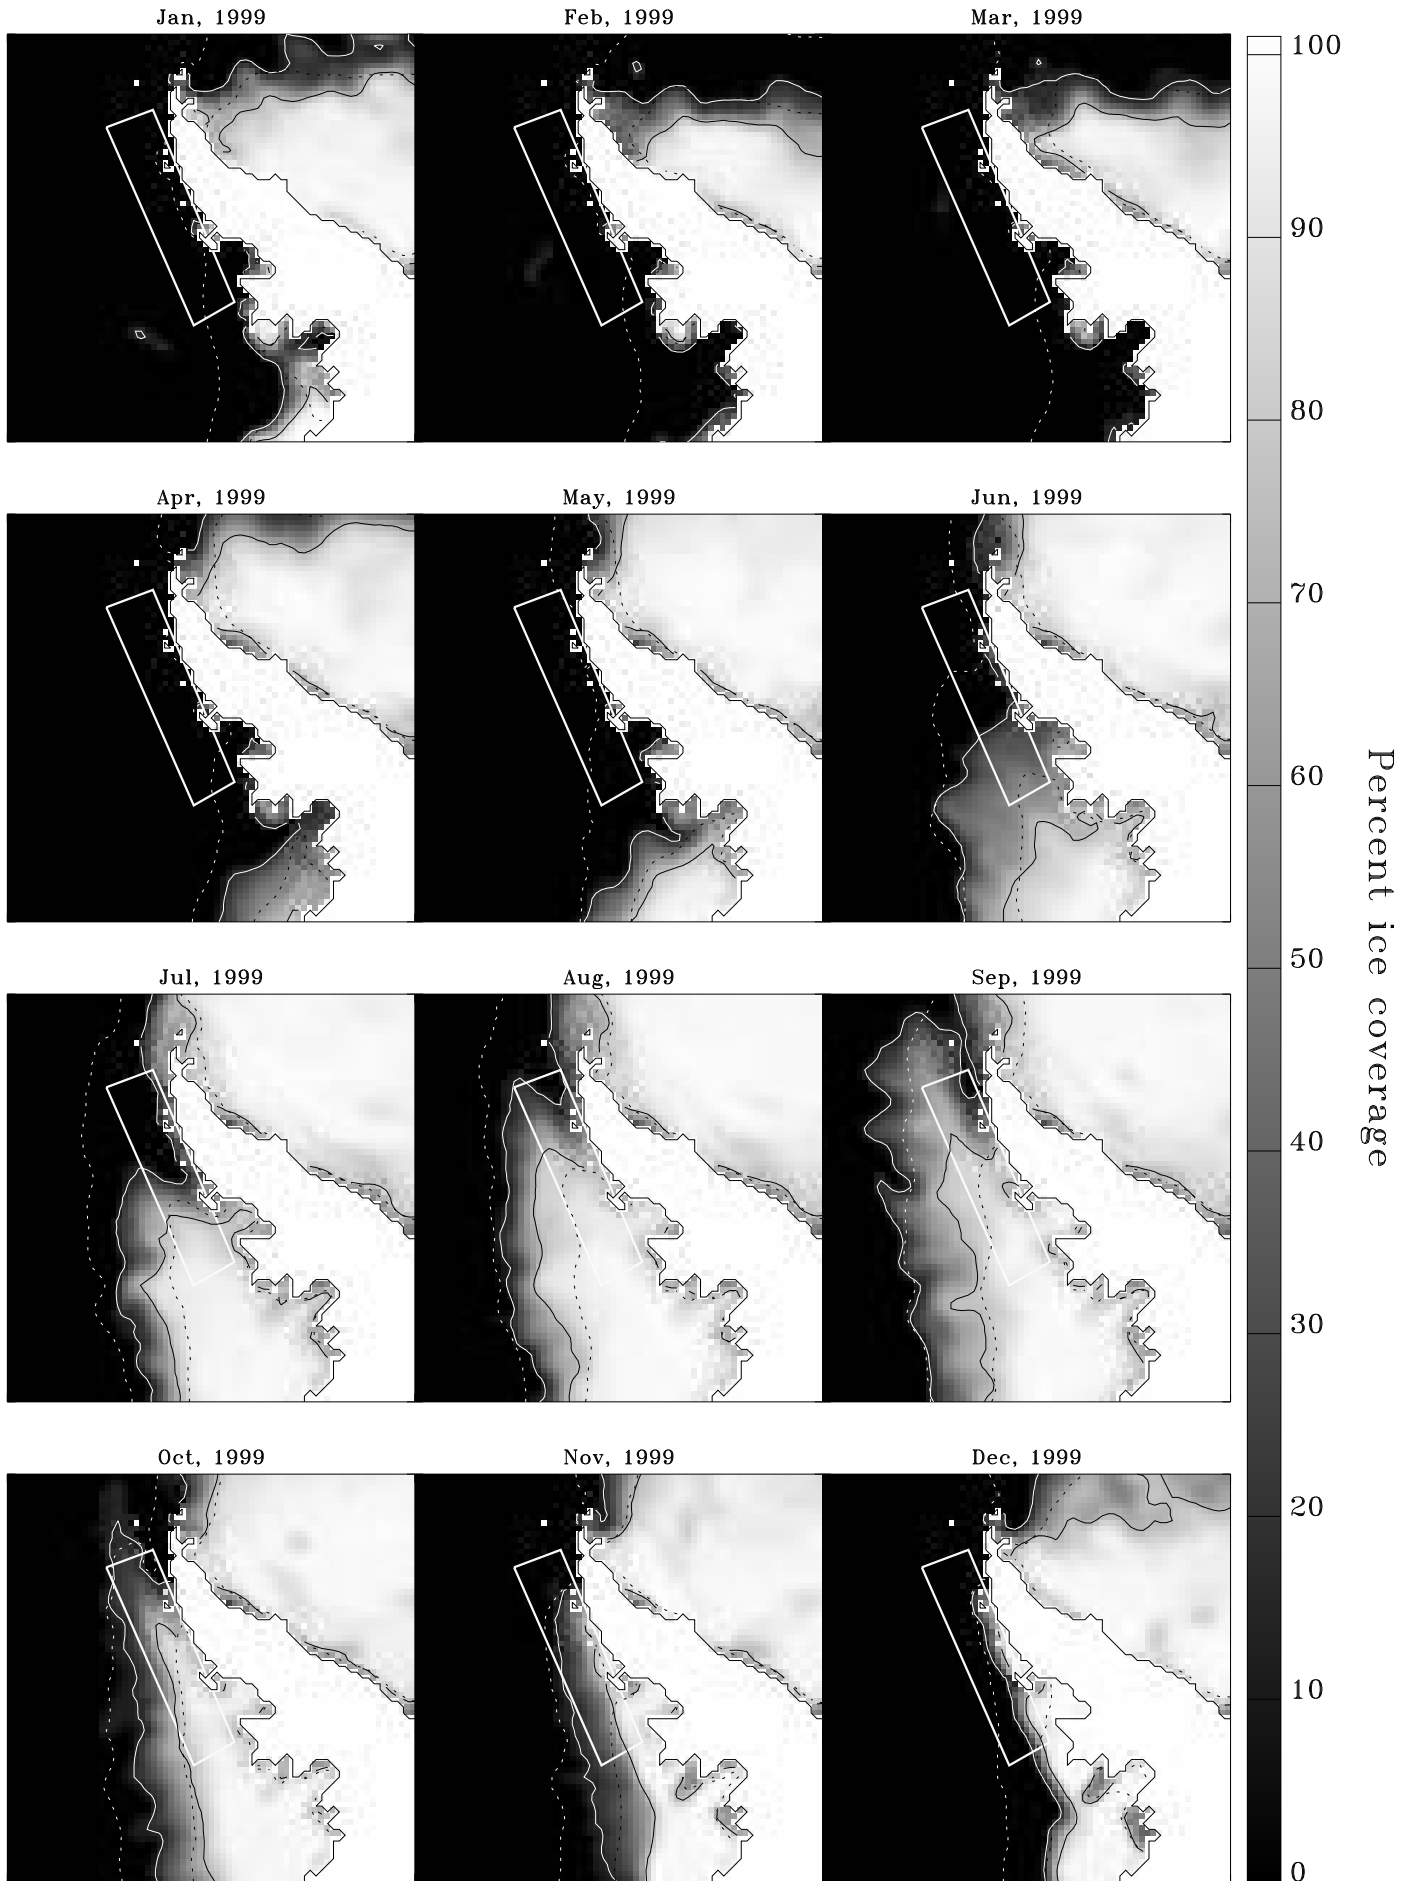 Jan, 1999
Feb, 1999
Mar, 1999
Apr, 1999
May, 1999
Jun, 1999
Jul, 1999
Aug, 1999
Sep, 1999
Oct, 1999
Nov, 1999
Dec, 1999
100
90
80
70
60
50
40
30
20
10
0
Percent ice coverage